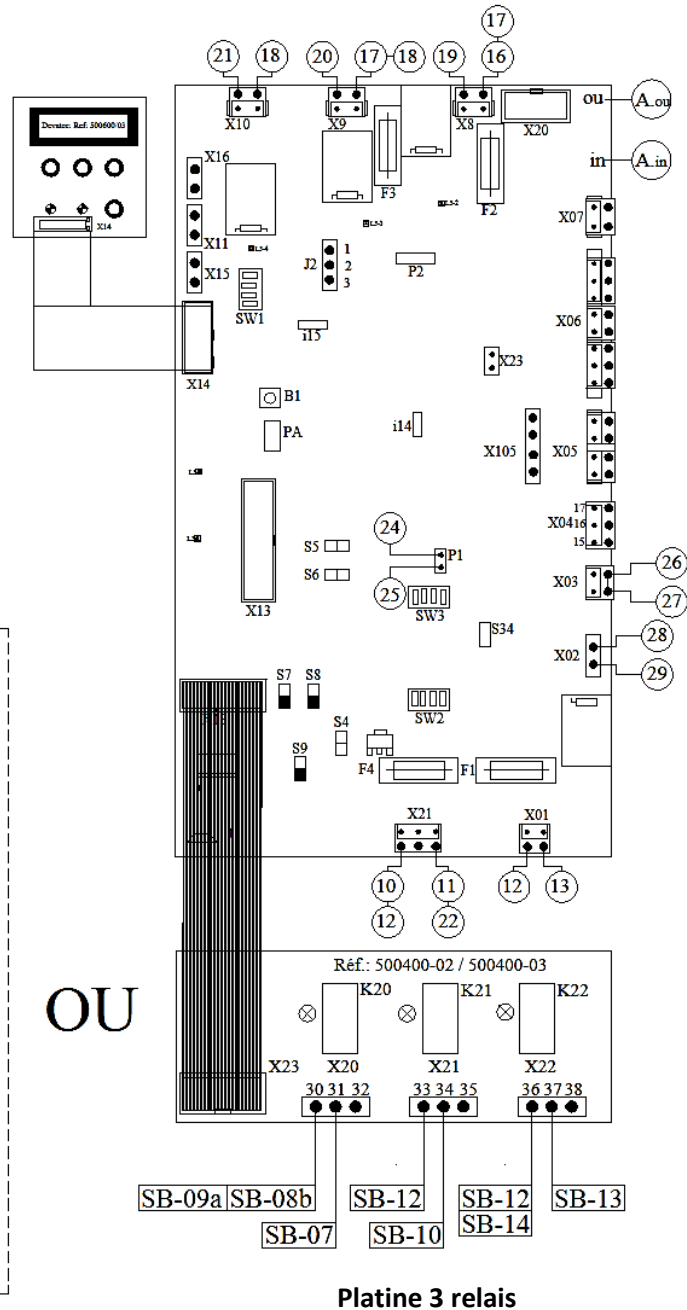 17
21 18 20 17 18 19 16
ou A.ou
X10 X9 X8 X20
Devatec: Ref: 500600/03
in A.in
X16
F3 F2
X07
X14
X11
J2 1
2
3
P2
X15
SW1
X06
i15
X23
X14
B1
PA
i14
X105 X05
17
X04 16
15
24
S5
P1
26
X03
S6
25
27
X13
SW3
S34
28
X02
29
S7 S8
SW2
S4
S9
F4 F1
X21 X01
10 11 12 13
12 22
Réf.: 500400-02 / 500400-03
OU
K20 K21 K22
X23 X20 X21 X22
30 31 32 33 34 35 36 37 38
SB-09a SB-08b SB-12 SB-12 SB-13
SB-07 SB-10 SB-14
Platine 3 relais